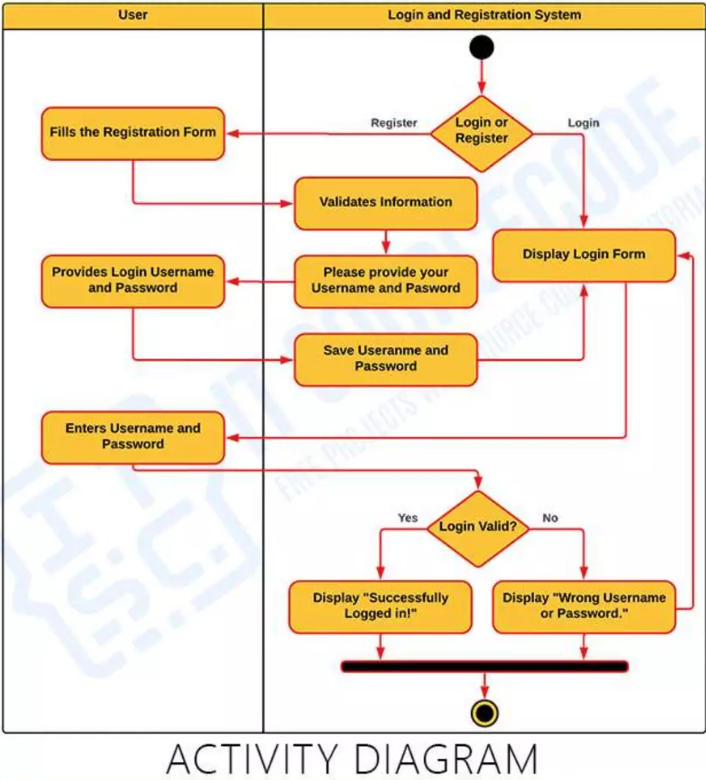 User
Login and Registration System
Login or
Register
Register
Login
Fills the Registration Form
Validates Information
Display Login Form
Provides Login Username
and Password
Please provide your
Username and Pasword
Save Useranme and
Password
Enters Username and
Password
Login Valid?
Yes
No
Display "Successfully
Logged in!"
Display "Wrong Username
or Password."
ACTIVITY DIAGRAM